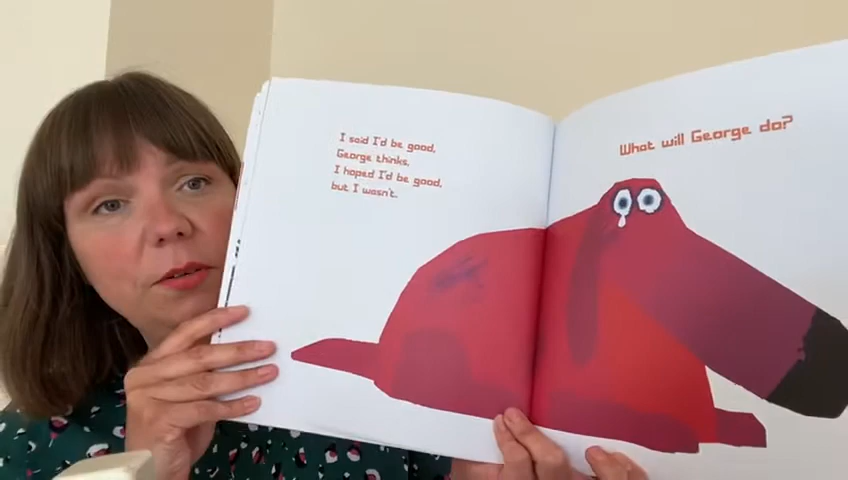 I said I'd be good,
George thinks,
I hoped I'd be good,
but I wasn't.
What will George do?